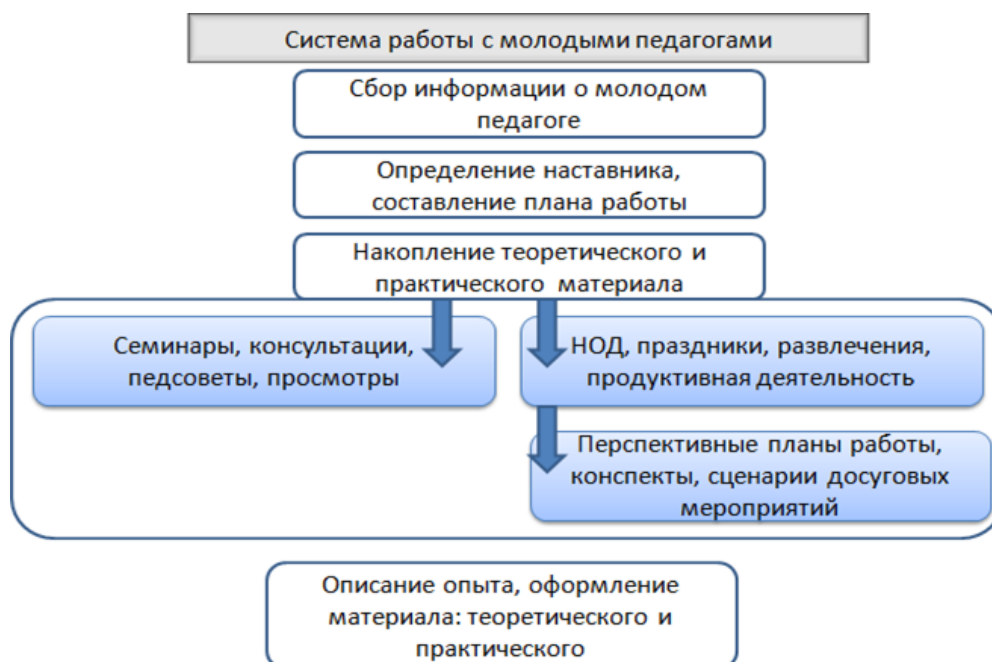 Система работы с молодыми педагогами
Сбор информации о молодом
педагоге
Определение наставника,
составление плана работы
Накопление теоретического и
практического материала
Семинары, консультации,
педсоветы, просмотры
НОД, праздники, развлечения,
продуктивная деятельность
Перспективные планы работы,
конспекты, сценарии досуговых
мероприятий
Описание опыта, оформление
материала: теоретического и
практического